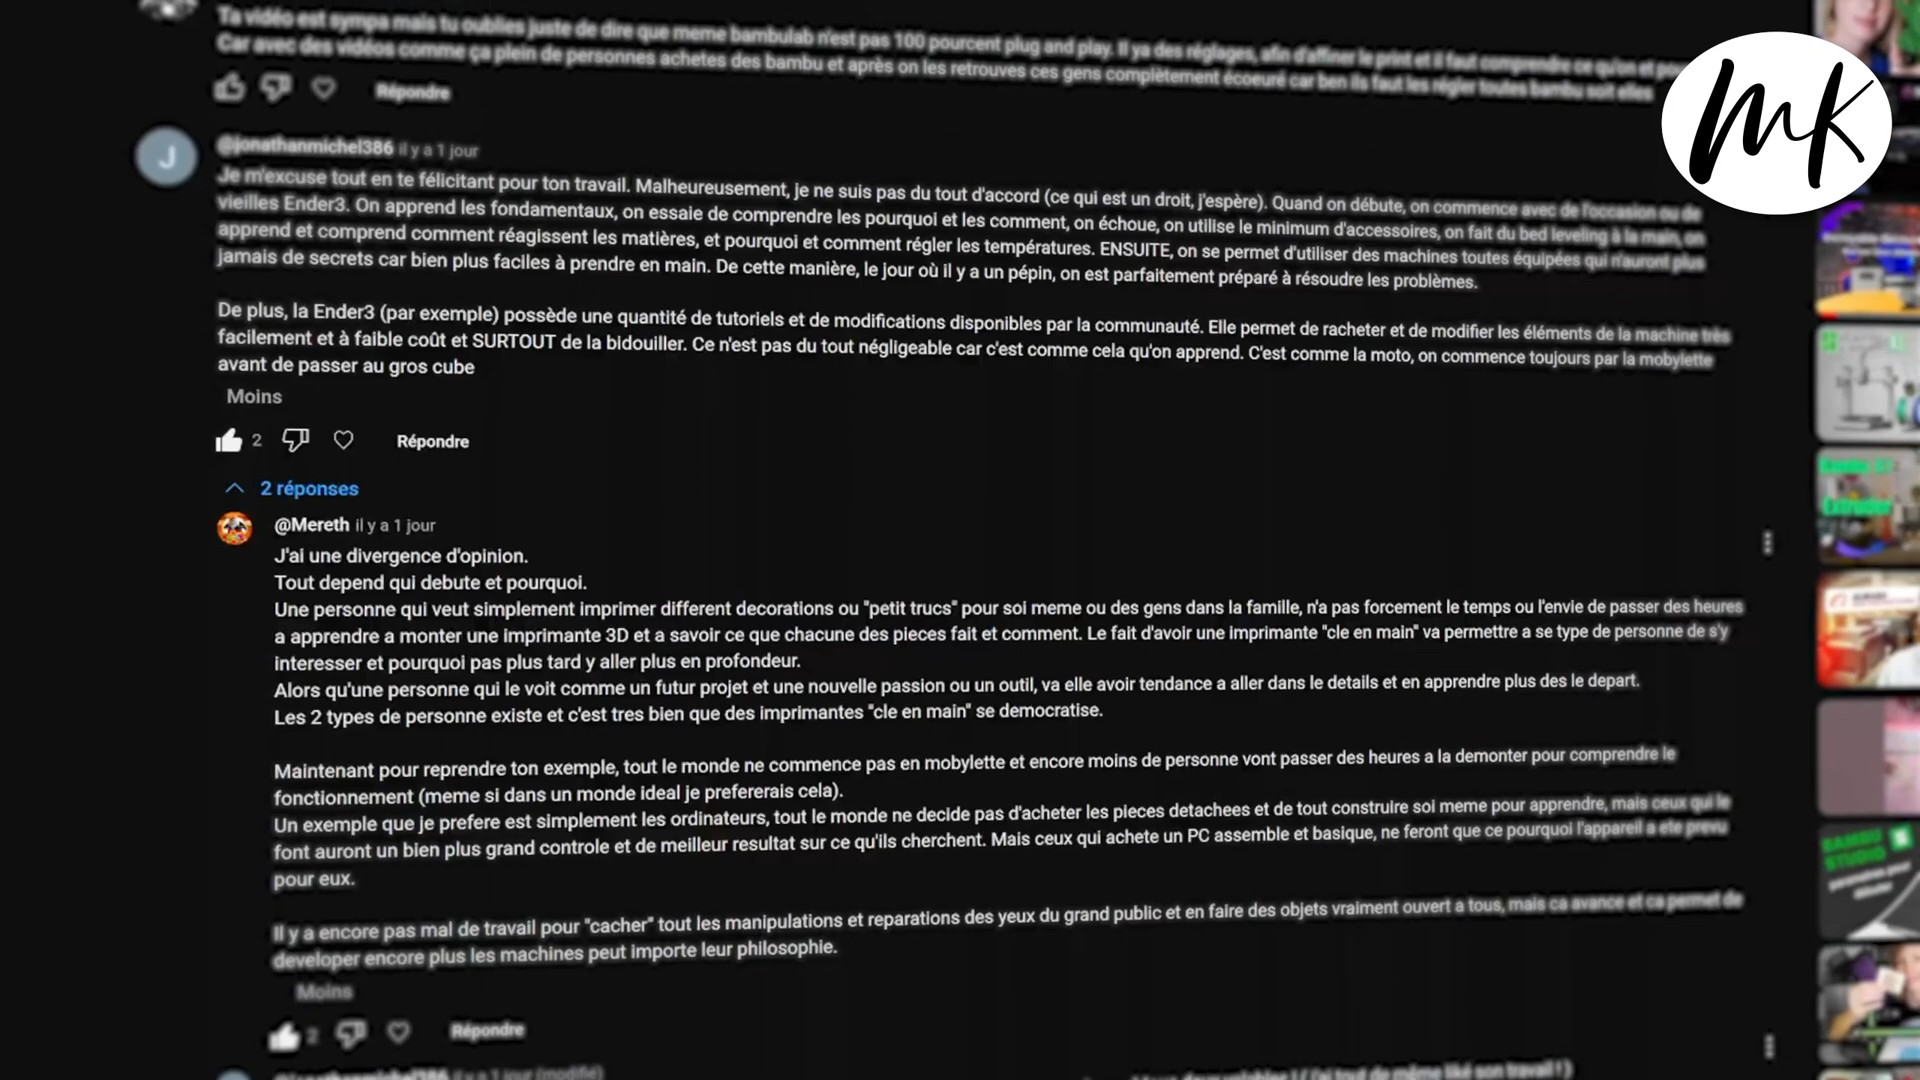 Ta vidéo est sympa mais tu oublies juste de dire que meme bambulab n'est pas 100 pourcent plug and play. Il ya des réglages, afin d'affiner le print et il faut comprendre ce qu'on et
Car avec des vidéos comme ça plein de personnes achetes des bambu et après on les retrouves ces gens complètement écoeuré car ben ils faut les régler toutes bambu soit elles
Répondre
MK
@jonathanmichel386 il y a 1 jour
J
Je m'excuse tout en te félicitant pour ton travail. Malheureusement, je ne suis pas du tout d'accord (ce qui est un droit, j'espère). Quand on débute, on commence avec de l'occasion ou de
vieilles Ender3. On apprend les fondamentaux, on essaie de comprendre les pourquoi et les comment, on échoue, on utilise le minimum d'accessoires, on fait du bed leveling à la main, on
apprend et comprend comment réagissent les matières, et pourquoi et comment régler les températures. ENSUITE, on se permet d'utiliser des machines toutes équipées qui n'auront plus
jamais de secrets car bien plus faciles à prendre en main. De cette manière, le jour où il y a un pépin, on est parfaitement préparé à résoudre les problèmes.
De plus, la Ender3 (par exemple) possède une quantité de tutoriels et de modifications disponibles par la communauté. Elle permet de racheter et de modifier les éléments de la machine très
facilement et à faible coût et SURTOUT de la bidouiller. Ce n'est pas du tout négligeable car c'est comme cela qu'on apprend. C'est comme la moto, on commence toujours par la mobylette
avant de passer au gros cube
Moins
2 Répondre
2 réponses
@Mereth il y a 1 jour
J'ai une divergence d'opinion.
Tout depend qui debute et pourquoi.
Une personne qui veut simplement imprimer different decorations ou "petit trucs" pour soi meme ou des gens dans la famille, n'a pas forcement le temps ou l'envie de passer des heures
a apprendre a monter une imprimante 3D et a savoir ce que chacune des pieces fait et comment. Le fait d'avoir une imprimante "cle en main" va permettre a se type de personne de s'y
interesser et pourquoi pas plus tard y aller plus en profondeur.
Alors qu'une personne qui le voit comme un futur projet et une nouvelle passion ou un outil, va elle avoir tendance a aller dans le details et en apprendre plus des le depart.
Les 2 types de personne existe et c'est tres bien que des imprimantes "cle en main" se democratise.
Maintenant pour reprendre ton exemple, tout le monde ne commence pas en mobylette et encore moins de personne vont passer des heures a la demonter pour comprendre le
fonctionnement (meme si dans un monde ideal je prefererais cela).
Un exemple que je prefere est simplement les ordinateurs, tout le monde ne decide pas d'acheter les pieces detachees et de tout construire soi meme pour apprendre, mais ceux qui le
font auront un bien plus grand controle et de meilleur resultat sur ce qu'ils cherchent. Mais ceux qui achete un PC assemble et basique, ne feront que ce pourquoi l'appareil a ete prevu
pour eux.
Il y a encore pas mal de travail pour "cacher" tout les manipulations et reparations des yeux du grand public et en faire des objets vraiment ouvert a tous, mais ca avance et ca permet de
developer encore plus les machines peut importe leur philosophie.
Moins
2 Répondre
@jonathanmichel386 il y a 1 jour (modifié)
(j'ai tout de même liké son travail !)
Extruder
BAMBU
STUDIO